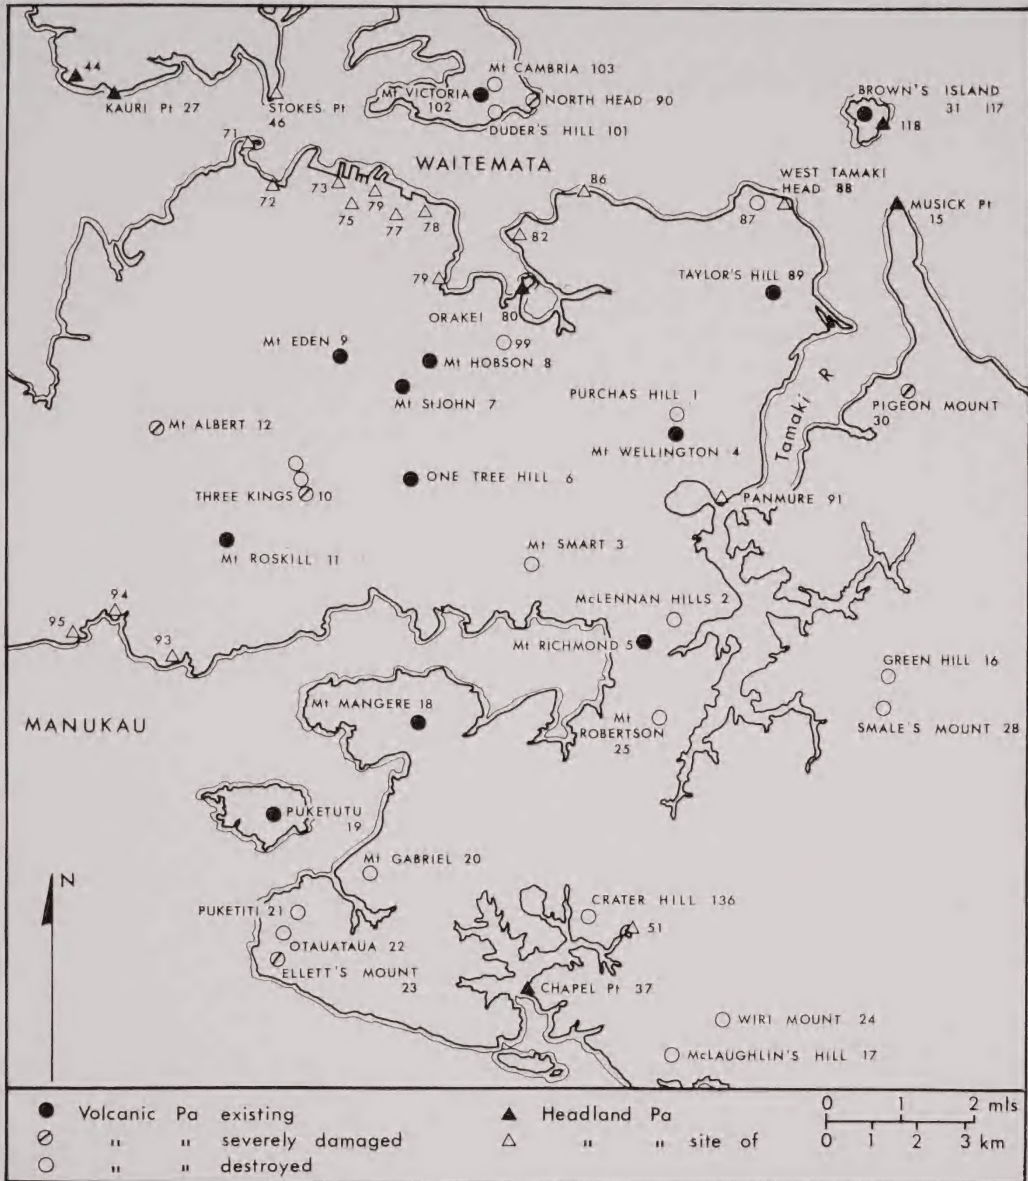 44
KAURI Pt 27
STOKES Pt
46
Mt CAMBRIA 103
Mt VICTORIA
102
NORTH HEAD 90
DUDER'S HILL 101
BROWN'S ISLAND
31 117
118
WAITEMATA
71
72
73
75
79
77
78
86
82
WEST TAMAKI
HEAD 88
87
MUSICK Pt
15
79
ORAKEI 80
TAYLOR'S HILL 89
99
Mt EDEN 9
Mt HOBSON 8
Mt StJOHN 7
PURCHAS HILL 1
Mt WELLINGTON 4
Tamaki R
PIGEON MOUNT
30
Mt ALBERT 12
THREE KINGS 10
ONE TREE HILL 6
PANMURE 91
Mt ROSKILL 11
Mt SMART 3
94
95
93
McLENNAN HILLS 2
Mt RICHMOND 5
GREEN HILL 16
MANUKAU
Mt MANGERE 18
Mt
ROBERTSON
25
SMALE'S MOUNT 28
PUKETUTU
19
N
Mt GABRIEL 20
PUKETITI 21
CRATER HILL 136
51
OTAUATAUA 22
ELLETT'S MOUNT
23
CHAPEL Pt 37
WIRI MOUNT 24
McLAUGHLIN'S HILL 17
Volcanic Pa existing
" " severely damaged
" " destroyed
Headland Pa
" " site of
0 1 2 mls
0 1 2 3 km